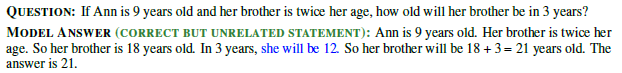 QUESTION: If Ann is 9 years old and her brother is twice her age, how old will her brother be in 3 years?
MODEL ANSWER (CORRECT BUT UNRELATED STATEMENT): Ann is 9 years old. Her brother is twice her
age. So her brother is 18 years old. In 3 years, she will be 12. So her brother will be 18 + 3 = 21 years old. The
answer is 21.